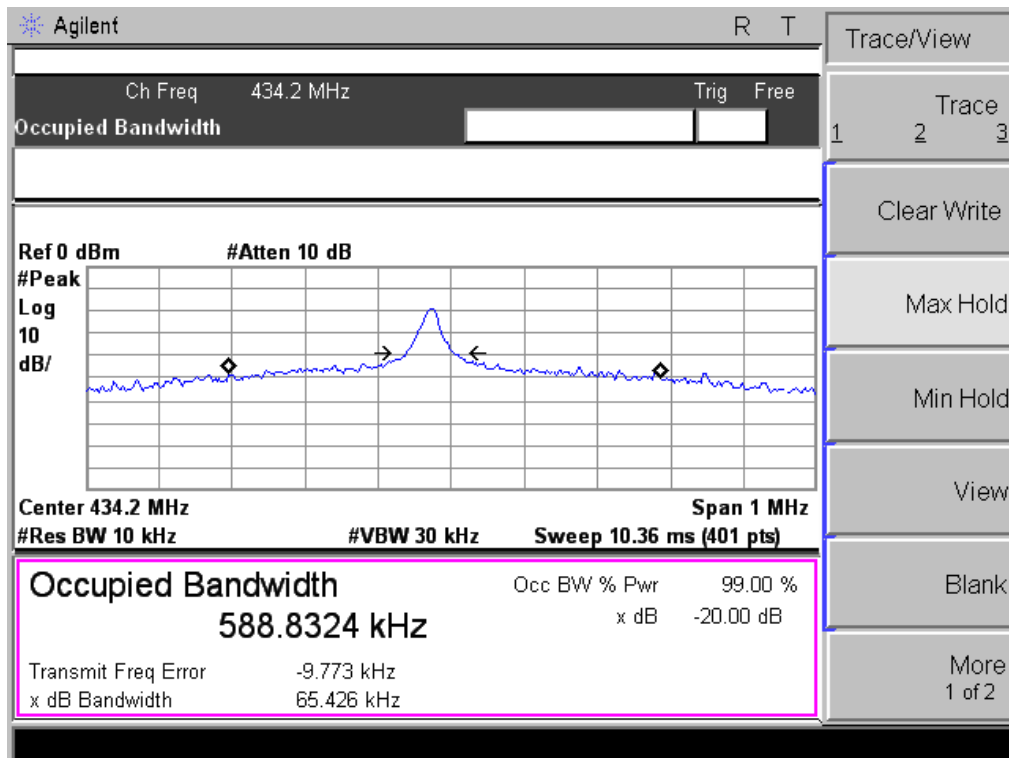 Agilent
R T
Ch Freq 434.2 MHz
Trig Free
Occupied Bandwidth
Ref 0 dBm
#Atten 10 dB
#Peak
Log
10
dB/
Center 434.2 MHz
Span 1 MHz
#Res BW 10 kHz
#VBW 30 kHz
Sweep 10.36 ms (401 pts)
Occupied Bandwidth
588.8324 kHz
Occ BW % Pwr 99.00 %
x dB -20.00 dB
Transmit Freq Error -9.773 kHz
x dB Bandwidth 65.426 kHz
Trace/View
Trace
1 2 3
Clear Write
Max Hold
Min Hold
View
Blank
More
1 of 2